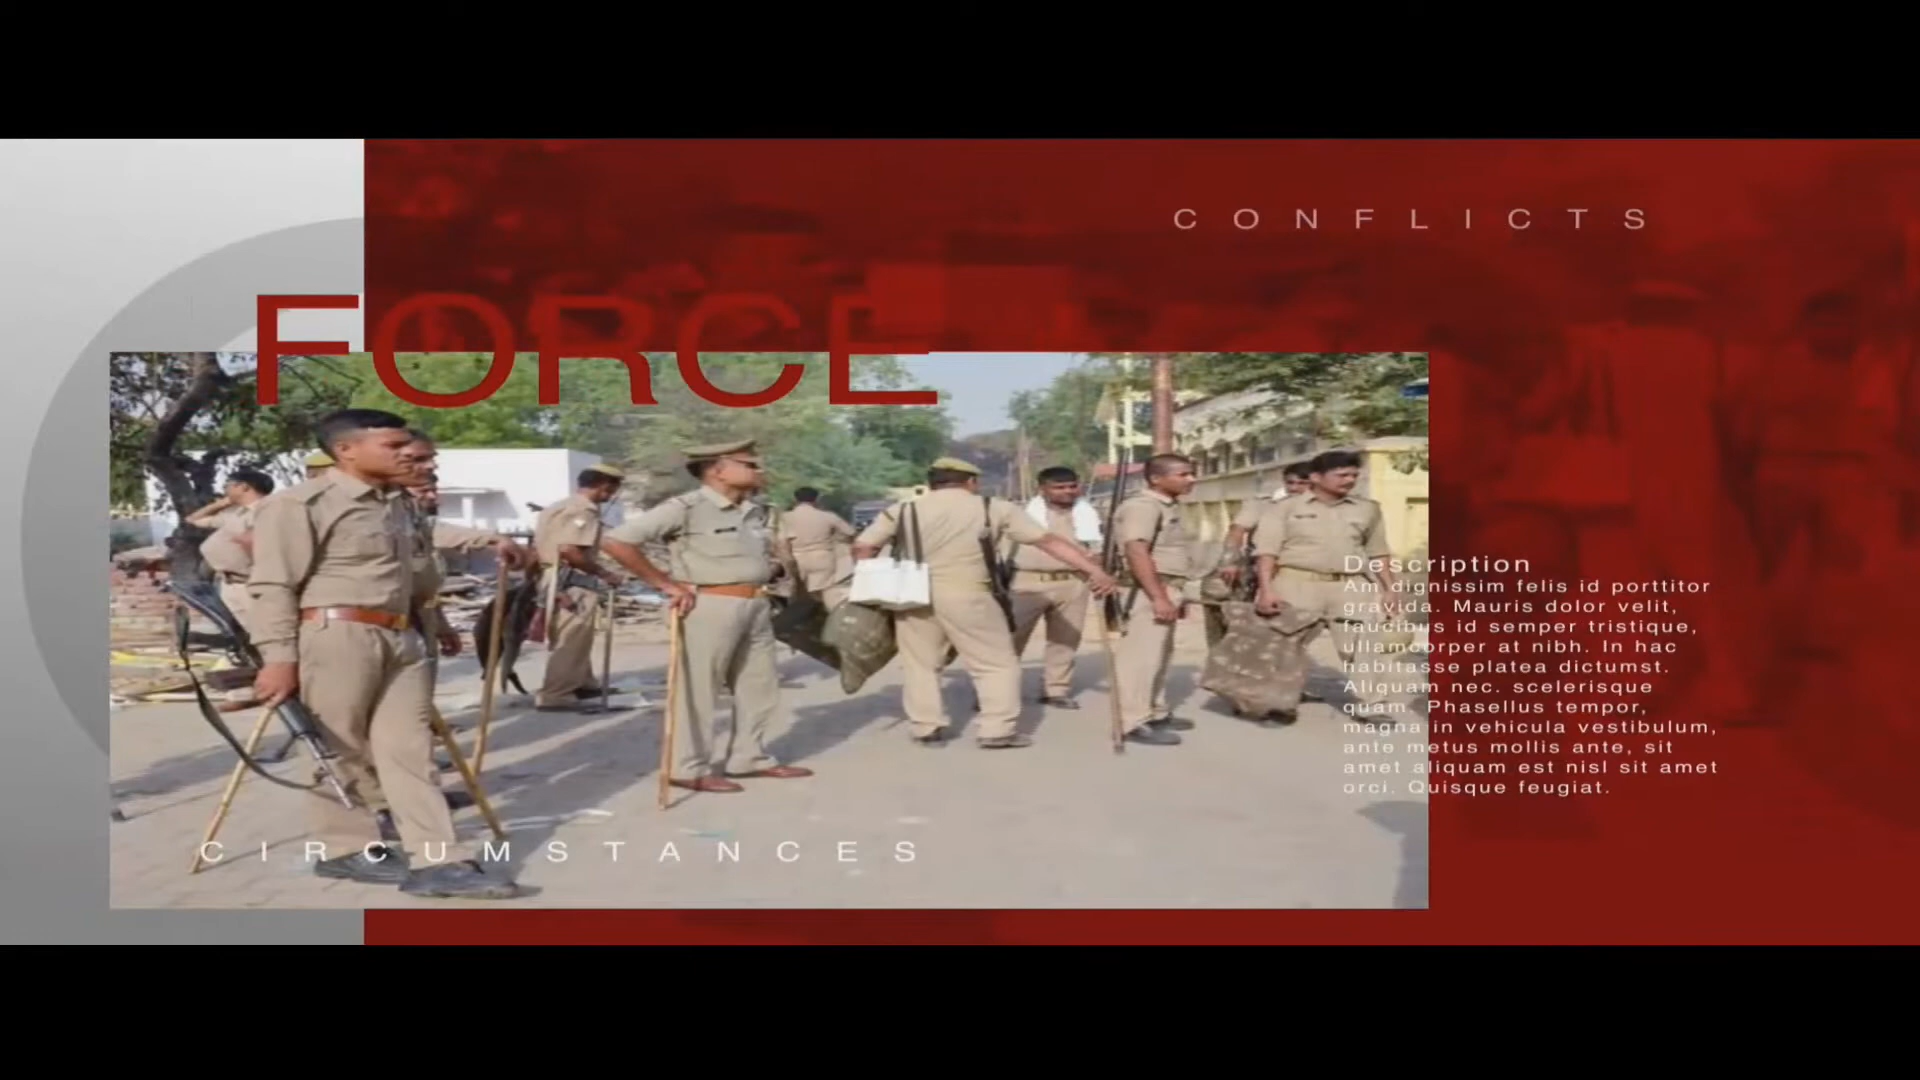 CONFLICTS
FORCE
Description
Am dignissim felis id porttitor
gravida. Mauris dolor velit,
faucibus id semper tristique,
ullamcorper at nibh. In hac
habitasse platea dictumst.
Aliquam nec. scelerisque
quam. Phasellus tempor,
magna in vehicula vestibulum,
ante metus mollis ante, sit
amet aliquam est nisl sit amet
orci. Quisque feugiat.
CIRCUMSTANCES